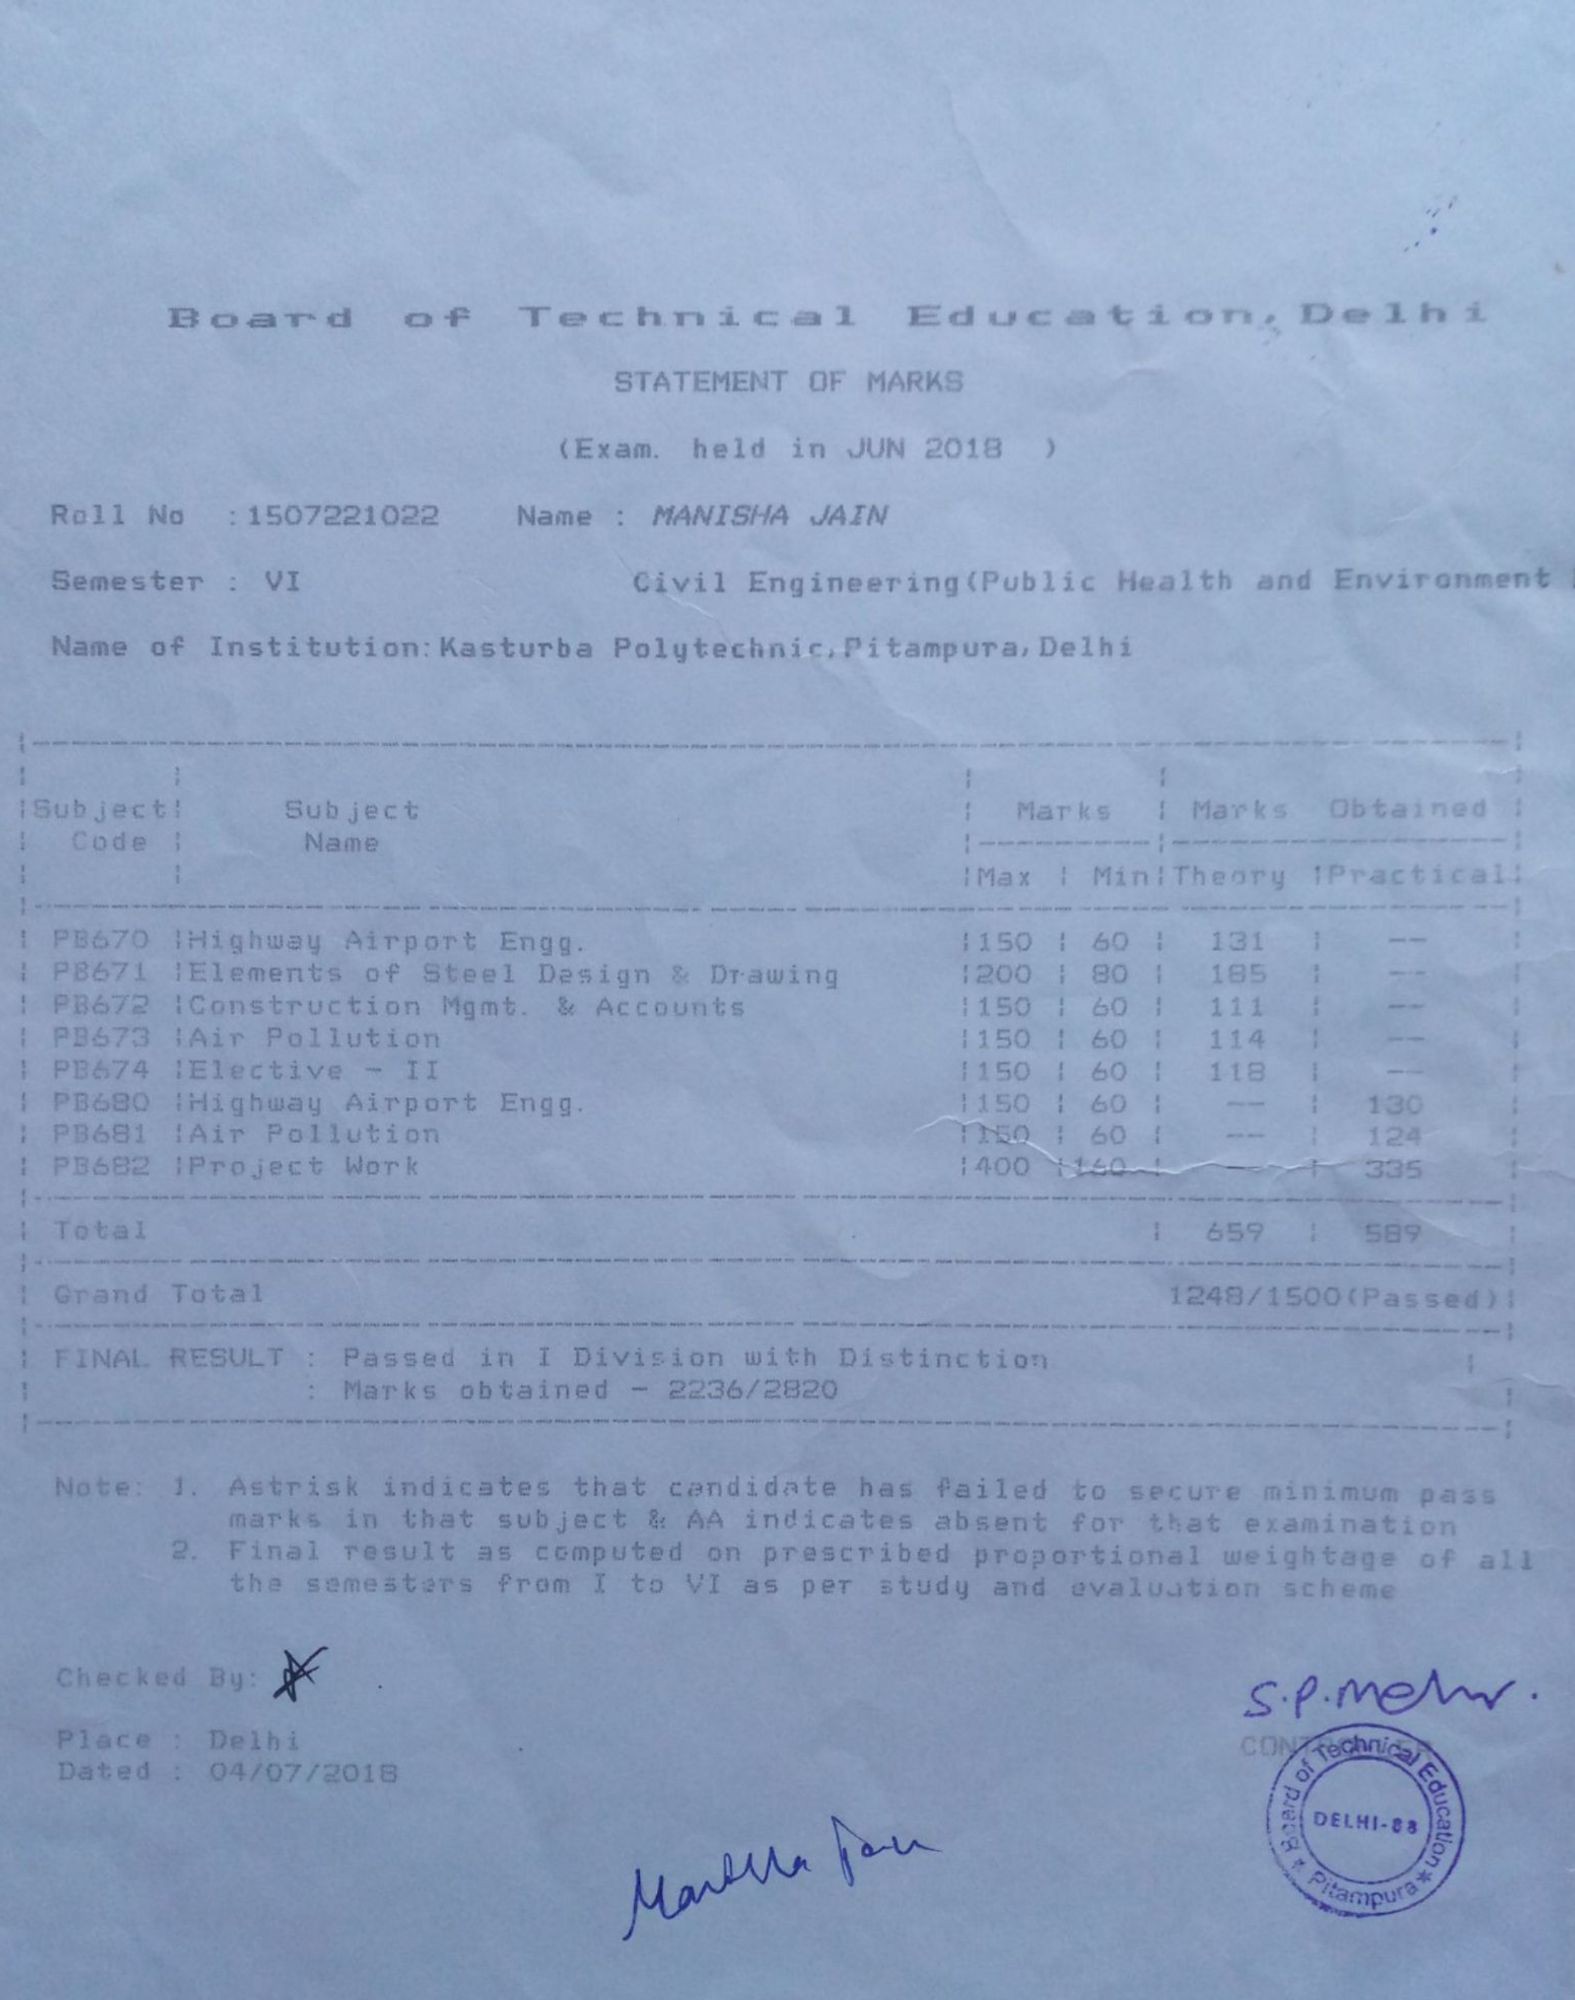 Board of Technical Education, Delhi
STATEMENT OF MARKS
(Exam. held in JUN 2018 )
Roll No : 1507221022 Name : MANISHA JAIN
Semester : VI Civil Engineering(Public Health and Environment
Name of Institution: Kasturba Polytechnic, Pitampura, Delhi
Subject Subject Marks Marks Obtained
Code Name
Max Min Theory Practical
PB670 Highway Airport Engg. 150 60 131 --
PB671 Elements of Steel Design & Drawing 200 80 185 --
PB672 Construction Mgmt. & Accounts 150 60 111 --
PB673 Air Pollution 150 60 114 --
PB674 Elective - II 150 60 118 --
PB680 Highway Airport Engg. 150 60 -- 130
PB681 Air Pollution 150 60 -- 124
PB682 Project Work 400 160 -- 335
Total 659 589
Grand Total 1248/1500(Passed)
FINAL RESULT : Passed in I Division with Distinction
: Marks obtained - 2236/2820
Note: 1. Astrisk indicates that candidate has failed to secure minimum pass
marks in that subject & AA indicates absent for that examination
2. Final result as computed on prescribed proportional weightage of all
the semesters from I to VI as per study and evaluation scheme
Checked By:
S.P. Mehr.
Place : Delhi
Dated : 04/07/2018
Board of Technical Education
DELHI-88
Pitampura
Manisha Jain